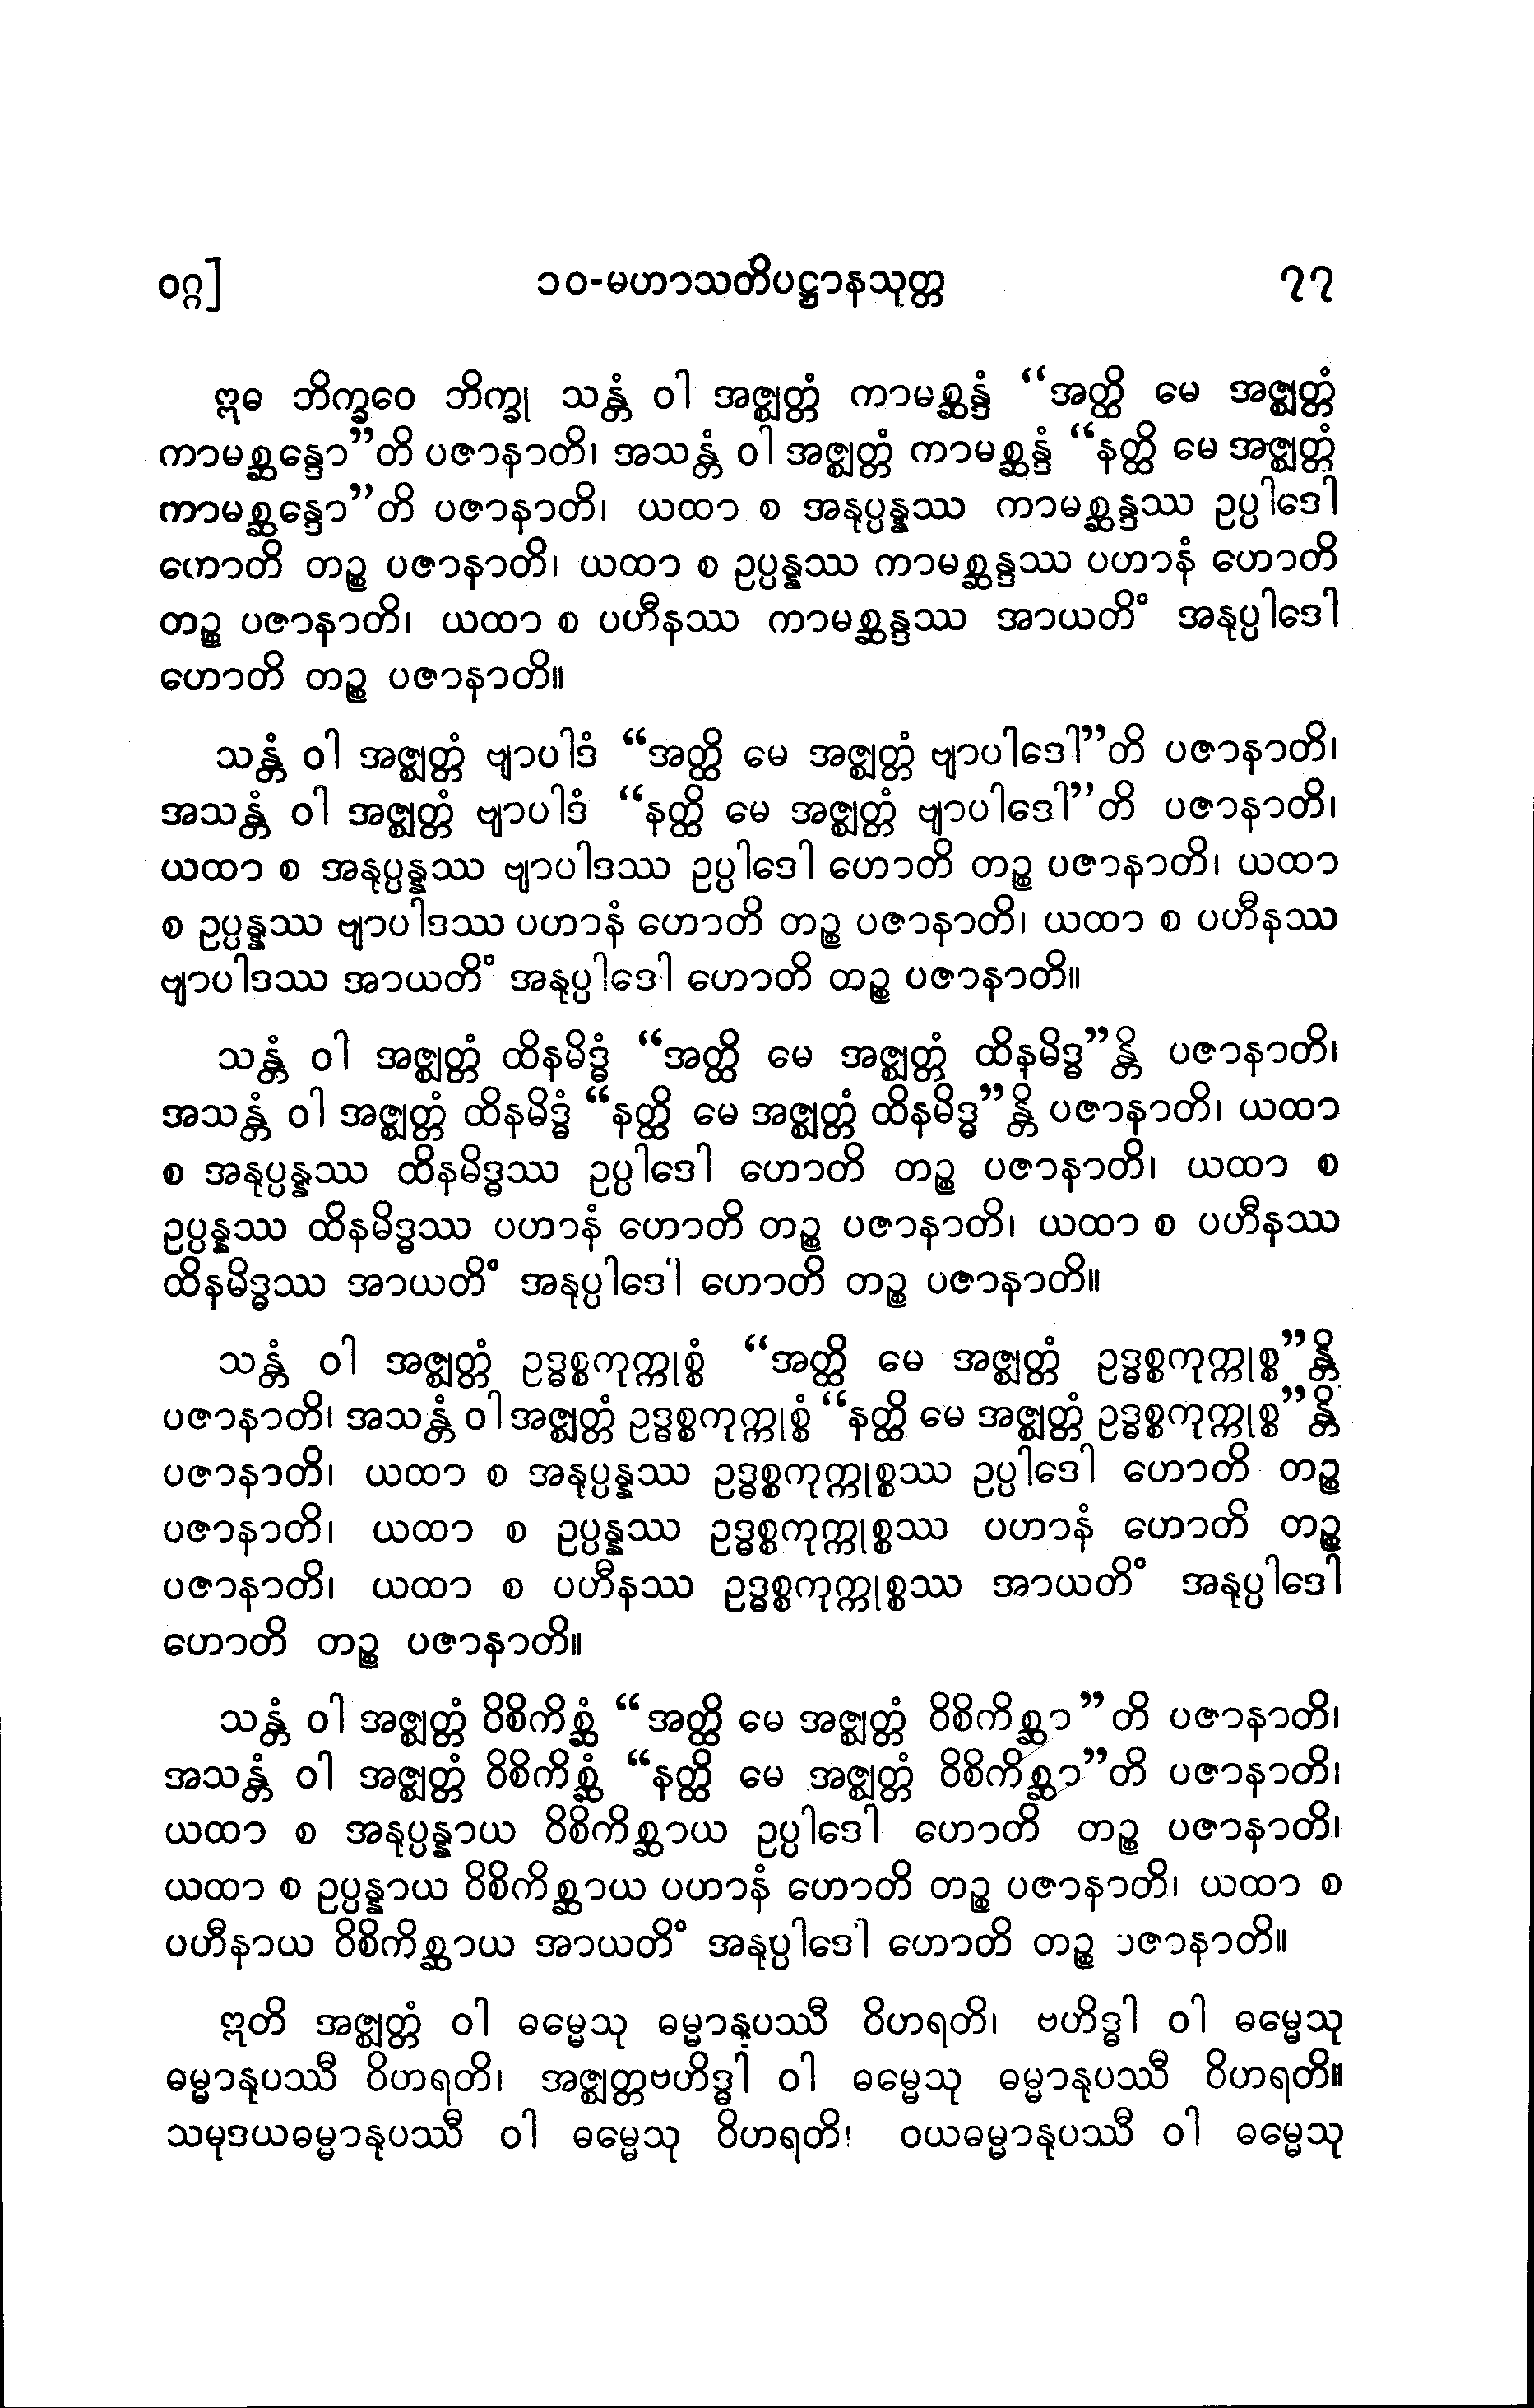 ၀ဂ္ဂ] ၁၀-မဟာသတိပဋ္ဌာနသုတ္တ ၇၇
ဣဓ ဘိက္ခဝေ ဘိက္ခု သန္တံ ဝါ အဇ္ဈတ္တံ ကာမစ္ဆန္ဒံ “အတ္ထိ မေ အဇ္ဈတ္တံ
ကာမစ္ဆန္ဒော”တိ ပဇာနာတိ၊ အသန္တံ ဝါ အဇ္ဈတ္တံ ကာမစ္ဆန္ဒံ “နတ္ထိ မေ အဇ္ဈတ္တံ
ကာမစ္ဆန္ဒော”တိ ပဇာနာတိ၊ ယထာ စ အနုပ္ပန္နဿ ကာမစ္ဆန္ဒဿ ဥပ္ပါဒေါ
ဟောတိ တဉ္စ ပဇာနာတိ၊ ယထာ စ ဥပ္ပန္နဿ ကာမစ္ဆန္ဒဿ ပဟာနံ ဟောတိ
တဉ္စ ပဇာနာတိ၊ ယထာ စ ပဟီနဿ ကာမစ္ဆန္ဒဿ အာယတိံ အနုပ္ပါဒေါ
ဟောတိ တဉ္စ ပဇာနာတိ။
သန္တံ ဝါ အဇ္ဈတ္တံ ဗျာပါဒံ “အတ္ထိ မေ အဇ္ဈတ္တံ ဗျာပါဒေါ”တိ ပဇာနာတိ၊
အသန္တံ ဝါ အဇ္ဈတ္တံ ဗျာပါဒံ “နတ္ထိ မေ အဇ္ဈတ္တံ ဗျာပါဒေါ”တိ ပဇာနာတိ၊
ယထာ စ အနုပ္ပန္နဿ ဗျာပါဒဿ ဥပ္ပါဒေါ ဟောတိ တဉ္စ ပဇာနာတိ၊ ယထာ
စ ဥပ္ပန္နဿ ဗျာပါဒဿ ပဟာနံ ဟောတိ တဉ္စ ပဇာနာတိ၊ ယထာ စ ပဟီနဿ
ဗျာပါဒဿ အာယတိံ အနုပ္ပါဒေါ ဟောတိ တဉ္စ ပဇာနာတိ။
သန္တံ ဝါ အဇ္ဈတ္တံ ထိနမိဒ္ဓံ “အတ္ထိ မေ အဇ္ဈတ္တံ ထိနမိဒ္ဓ”န္တိ ပဇာနာတိ၊
အသန္တံ ဝါ အဇ္ဈတ္တံ ထိနမိဒ္ဓံ “နတ္ထိ မေ အဇ္ဈတ္တံ ထိနမိဒ္ဓ”န္တိ ပဇာနာတိ၊ ယထာ
စ အနုပ္ပန္နဿ ထိနမိဒ္ဓဿ ဥပ္ပါဒေါ ဟောတိ တဉ္စ ပဇာနာတိ၊ ယထာ စ
ဥပ္ပန္နဿ ထိနမိဒ္ဓဿ ပဟာနံ ဟောတိ တဉ္စ ပဇာနာတိ၊ ယထာ စ ပဟီနဿ
ထိနမိဒ္ဓဿ အာယတိံ အနုပ္ပါဒေါ ဟောတိ တဉ္စ ပဇာနာတိ။
သန္တံ ဝါ အဇ္ဈတ္တံ ဥဒ္ဓစ္စကုက္ကုစ္စံ “အတ္ထိ မေ အဇ္ဈတ္တံ ဥဒ္ဓစ္စကုက္ကုစ္စ”န္တိ
ပဇာနာတိ၊ အသန္တံ ဝါ အဇ္ဈတ္တံ ဥဒ္ဓစ္စကုက္ကုစ္စံ “နတ္ထိ မေ အဇ္ဈတ္တံ ဥဒ္ဓစ္စကုက္ကုစ္စ”န္တိ
ပဇာနာတိ၊ ယထာ စ အနုပ္ပန္နဿ ဥဒ္ဓစ္စကုက္ကုစ္စဿ ဥပ္ပါဒေါ ဟောတိ တဉ္စ
ပဇာနာတိ၊ ယထာ စ ဥပ္ပန္နဿ ဥဒ္ဓစ္စကုက္ကုစ္စဿ ပဟာနံ ဟောတိ တဉ္စ
ပဇာနာတိ၊ ယထာ စ ပဟီနဿ ဥဒ္ဓစ္စကုက္ကုစ္စဿ အာယတိံ အနုပ္ပါဒေါ
ဟောတိ တဉ္စ ပဇာနာတိ။
သန္တံ ဝါ အဇ္ဈတ္တံ ဝိစိကိစ္ဆံ “အတ္ထိ မေ အဇ္ဈတ္တံ ဝိစိကိစ္ဆာ”တိ ပဇာနာတိ၊
အသန္တံ ဝါ အဇ္ဈတ္တံ ဝိစိကိစ္ဆံ “နတ္ထိ မေ အဇ္ဈတ္တံ ဝိစိကိစ္ဆာ”တိ ပဇာနာတိ၊
ယထာ စ အနုပ္ပန္နာယ ဝိစိကိစ္ဆာယ ဥပ္ပါဒေါ ဟောတိ တဉ္စ ပဇာနာတိ၊
ယထာ စ ဥပ္ပန္နာယ ဝိစိကိစ္ဆာယ ပဟာနံ ဟောတိ တဉ္စ ပဇာနာတိ၊ ယထာ စ
ပဟီနာယ ဝိစိကိစ္ဆာယ အာယတိံ အနုပ္ပါဒေါ ဟောတိ တဉ္စ ပဇာနာတိ။
ဣတိ အဇ္ဈတ္တံ ဝါ ဓမ္မေသု ဓမ္မာနုပဿီ ဝိဟရတိ၊ ဗဟိဒ္ဓါ ဝါ ဓမ္မေသု
ဓမ္မာနုပဿီ ဝိဟရတိ၊ အဇ္ဈတ္တဗဟိဒ္ဓါ ဝါ ဓမ္မေသု ဓမ္မာနုပဿီ ဝိဟရတိ။
သမုဒယဓမ္မာနုပဿီ ဝါ ဓမ္မေသု ဝိဟရတိ၊ ဝယဓမ္မာနုပဿီ ဝါ ဓမ္မေသု